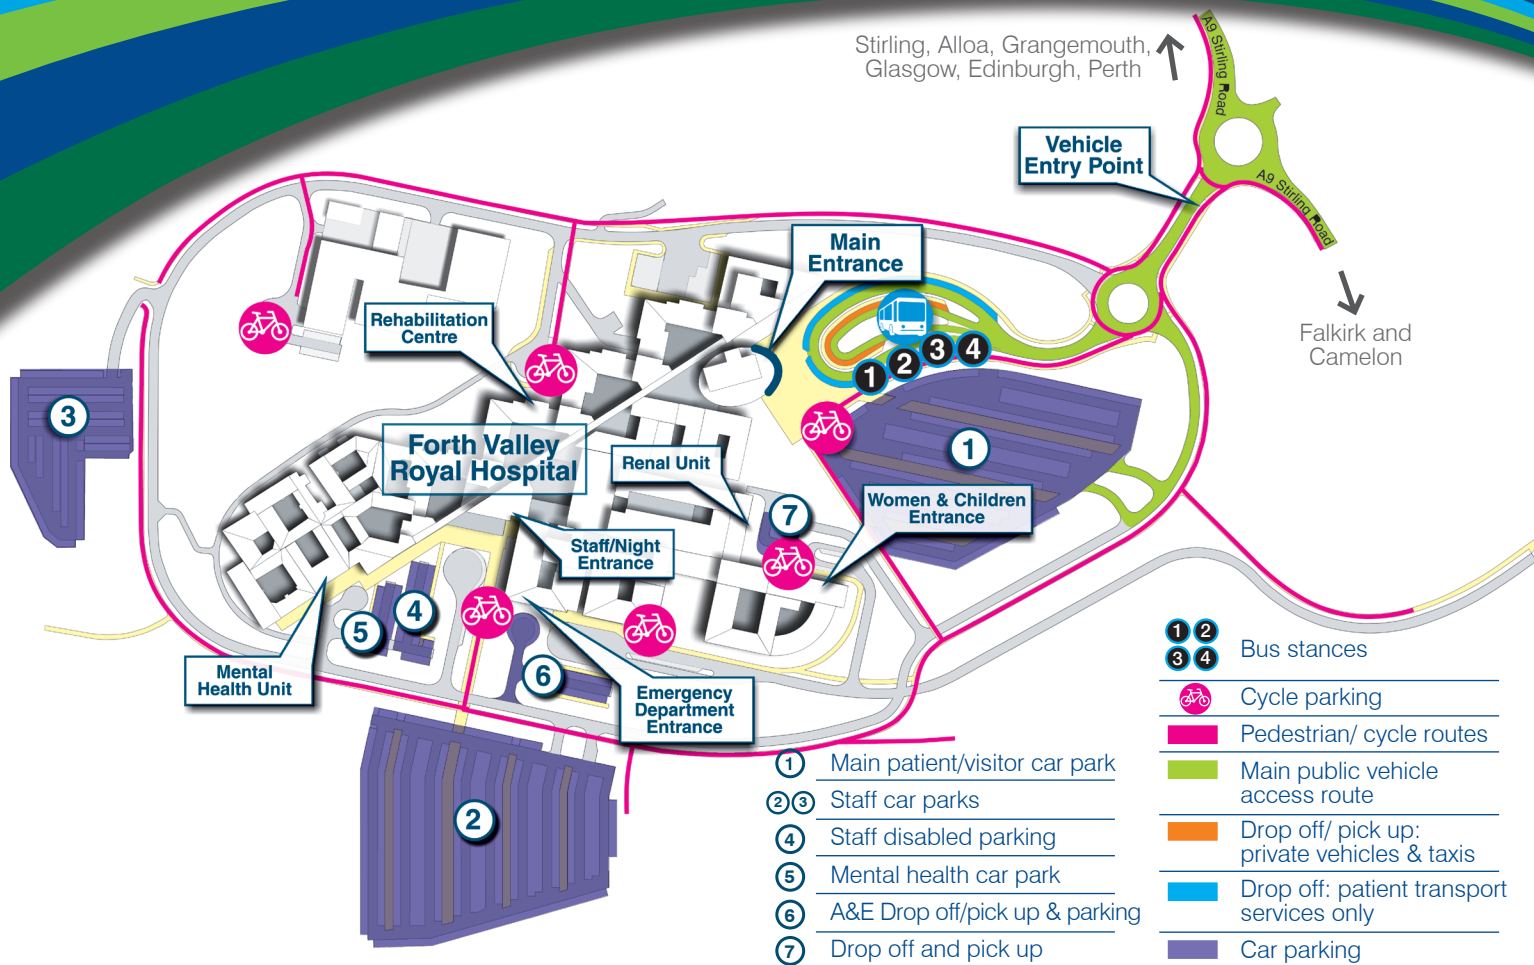 Stirling, Alloa, Grangemouth,
Glasgow, Edinburgh, Perth
A9 Stirling Road
Vehicle
Entry Point
A9 Stirling Road
Falkirk and
Camelon
Main
Entrance
Rehabilitation
Centre
1
2
3
4
3
1
Forth Valley
Royal Hospital
Renal Unit
Women & Children
Entrance
7
Staff/Night
Entrance
4
5
6
Mental
Health Unit
Emergency
Department
Entrance
2
1 Main patient/visitor car park
2 3 Staff car parks
4 Staff disabled parking
5 Mental health car park
6 A&E Drop off/pick up & parking
7 Drop off and pick up
1 2
3 4
Bus stances
Cycle parking
Pedestrian/ cycle routes
Main public vehicle
access route
Drop off/ pick up:
private vehicles & taxis
Drop off: patient transport
services only
Car parking